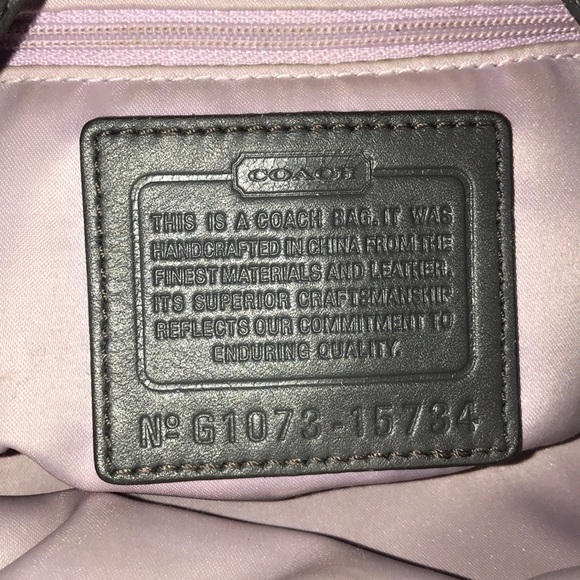 COACH
THIS IS A COACH BAG. IT WAS
HANDCRAFTED IN CHINA FROM THE
FINEST MATERIALS AND LEATHER.
ITS SUPERIOR CRAFTSMANSHIP
REFLECTS OUR COMMITMENT TO
ENDURING QUALITY.
Nº G1073-15734